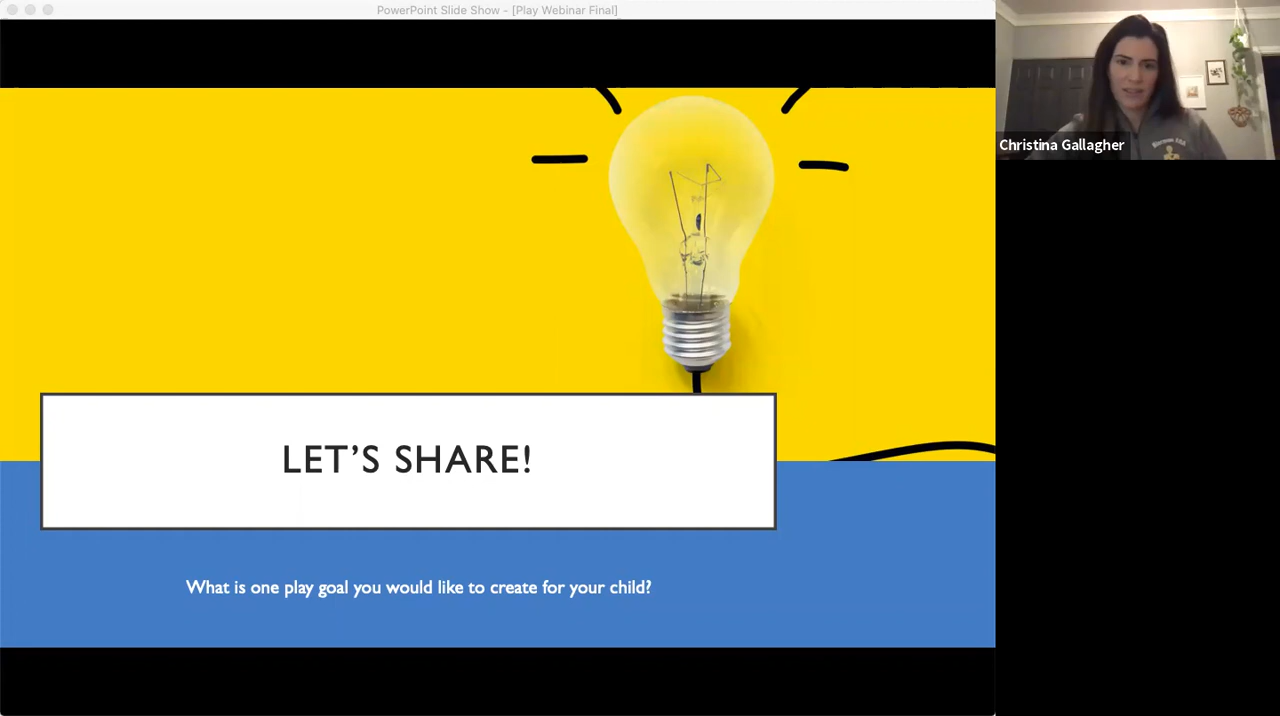 PowerPoint Slide Show - [Play Webinar Final]
Christina Gallagher
LET’S SHARE!
What is one play goal you would like to create for your child?